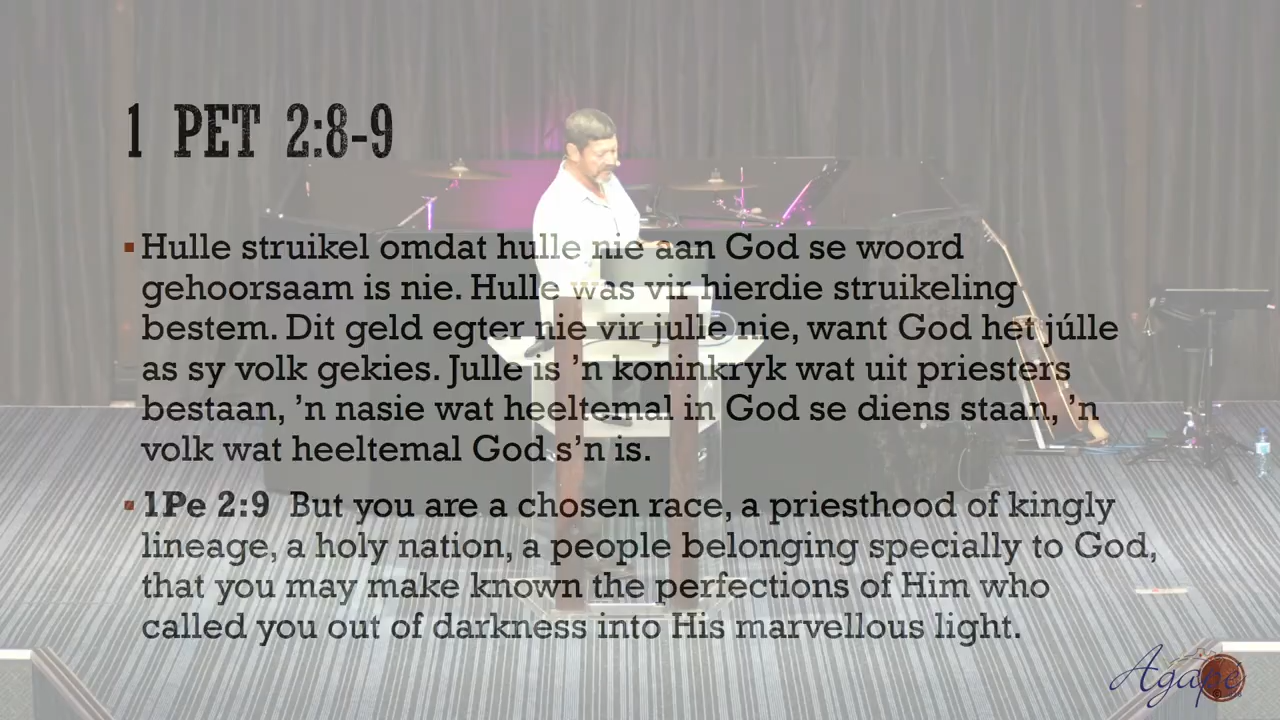 1 PET 2:8-9
Hulle struikel omdat hulle nie aan God se woord
gehoorsaam is nie. Hulle was vir hierdie struikeling
bestem. Dit geld egter nie vir julle nie, want God het júlle
as sy volk gekies. Julle is ’n koninkryk wat uit priesters
bestaan, ’n nasie wat heeltemal in God se diens staan, ’n
volk wat heeltemal God s’n is.
1Pe 2:9 But you are a chosen race, a priesthood of kingly
lineage, a holy nation, a people belonging specially to God,
that you may make known the perfections of Him who
called you out of darkness into His marvellous light.
Agape